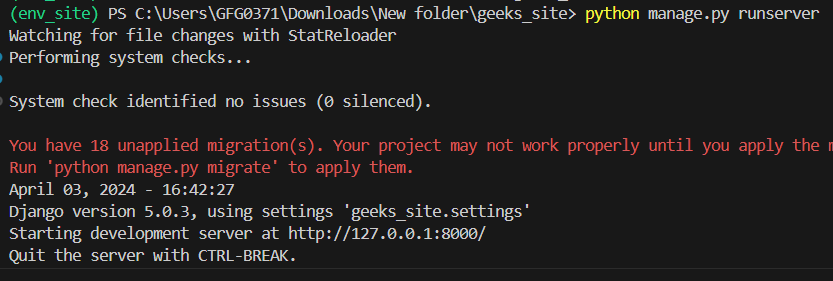 (env_site) PS C:\Users\GFG0371\Downloads\New folder\geeks_site> python manage.py runserver
Watching for file changes with StatReloader
Performing system checks...
System check identified no issues (0 silenced).
You have 18 unapplied migration(s). Your project may not work properly until you apply the
Run 'python manage.py migrate' to apply them.
April 03, 2024 - 16:42:27
Django version 5.0.3, using settings 'geeks_site.settings'
Starting development server at http://127.0.0.1:8000/
Quit the server with CTRL-BREAK.